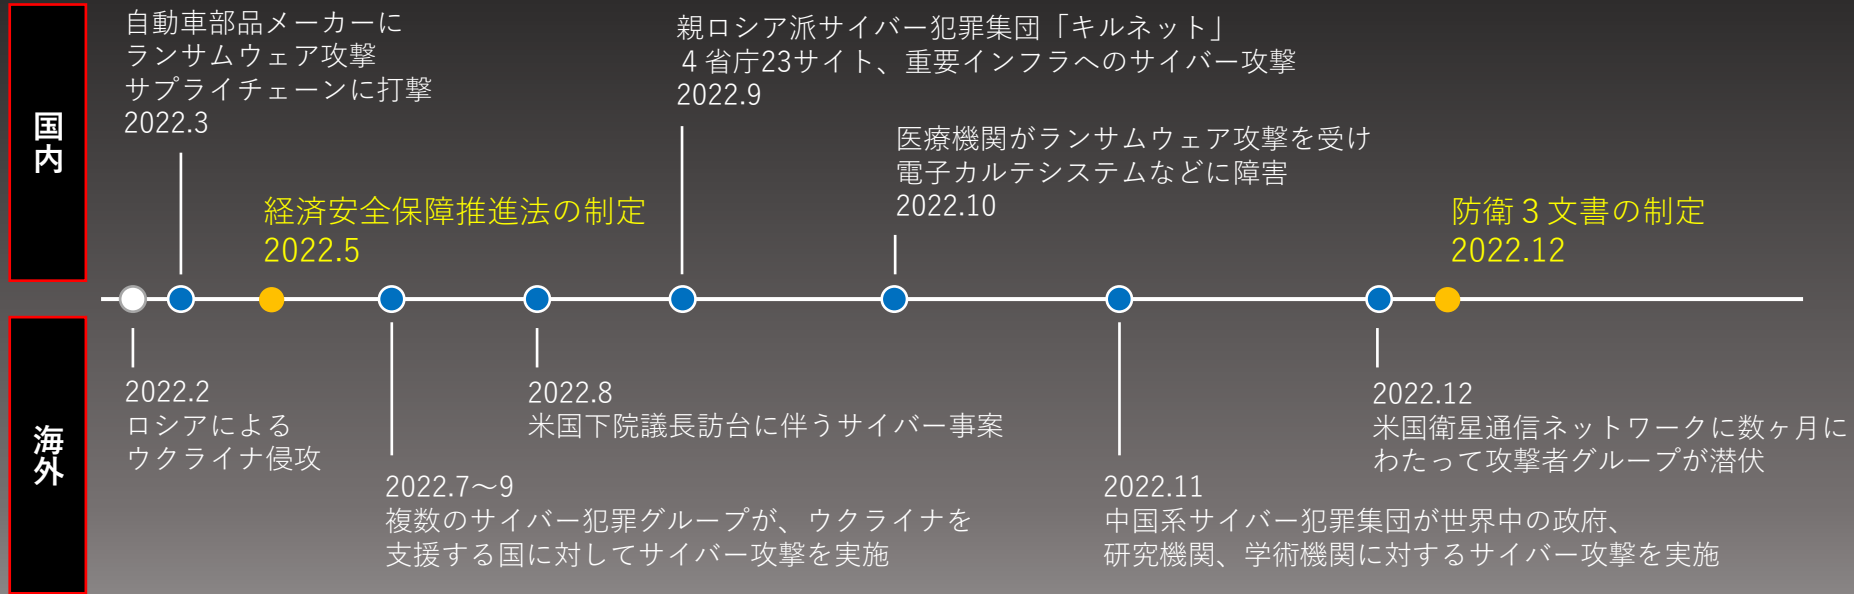 国内
自動車部品メーカーに
ランサムウェア攻撃
サプライチェーンに打撃
2022.3
経済安全保障推進法の制定
2022.5
親ロシア派サイバー犯罪集団「キルネット」
４省庁23サイト、重要インフラへのサイバー攻撃
2022.9
医療機関がランサムウェア攻撃を受け
電子カルテシステムなどに障害
2022.10
防衛３文書の制定
2022.12
海外
2022.2
ロシアによる
ウクライナ侵攻
2022.7～9
複数のサイバー犯罪グループが、ウクライナを
支援する国に対してサイバー攻撃を実施
2022.8
米国下院議長訪台に伴うサイバー事案
2022.11
中国系サイバー犯罪集団が世界中の政府、
研究機関、学術機関に対するサイバー攻撃を実施
2022.12
米国衛星通信ネットワークに数ヶ月に
わたって攻撃者グループが潜伏